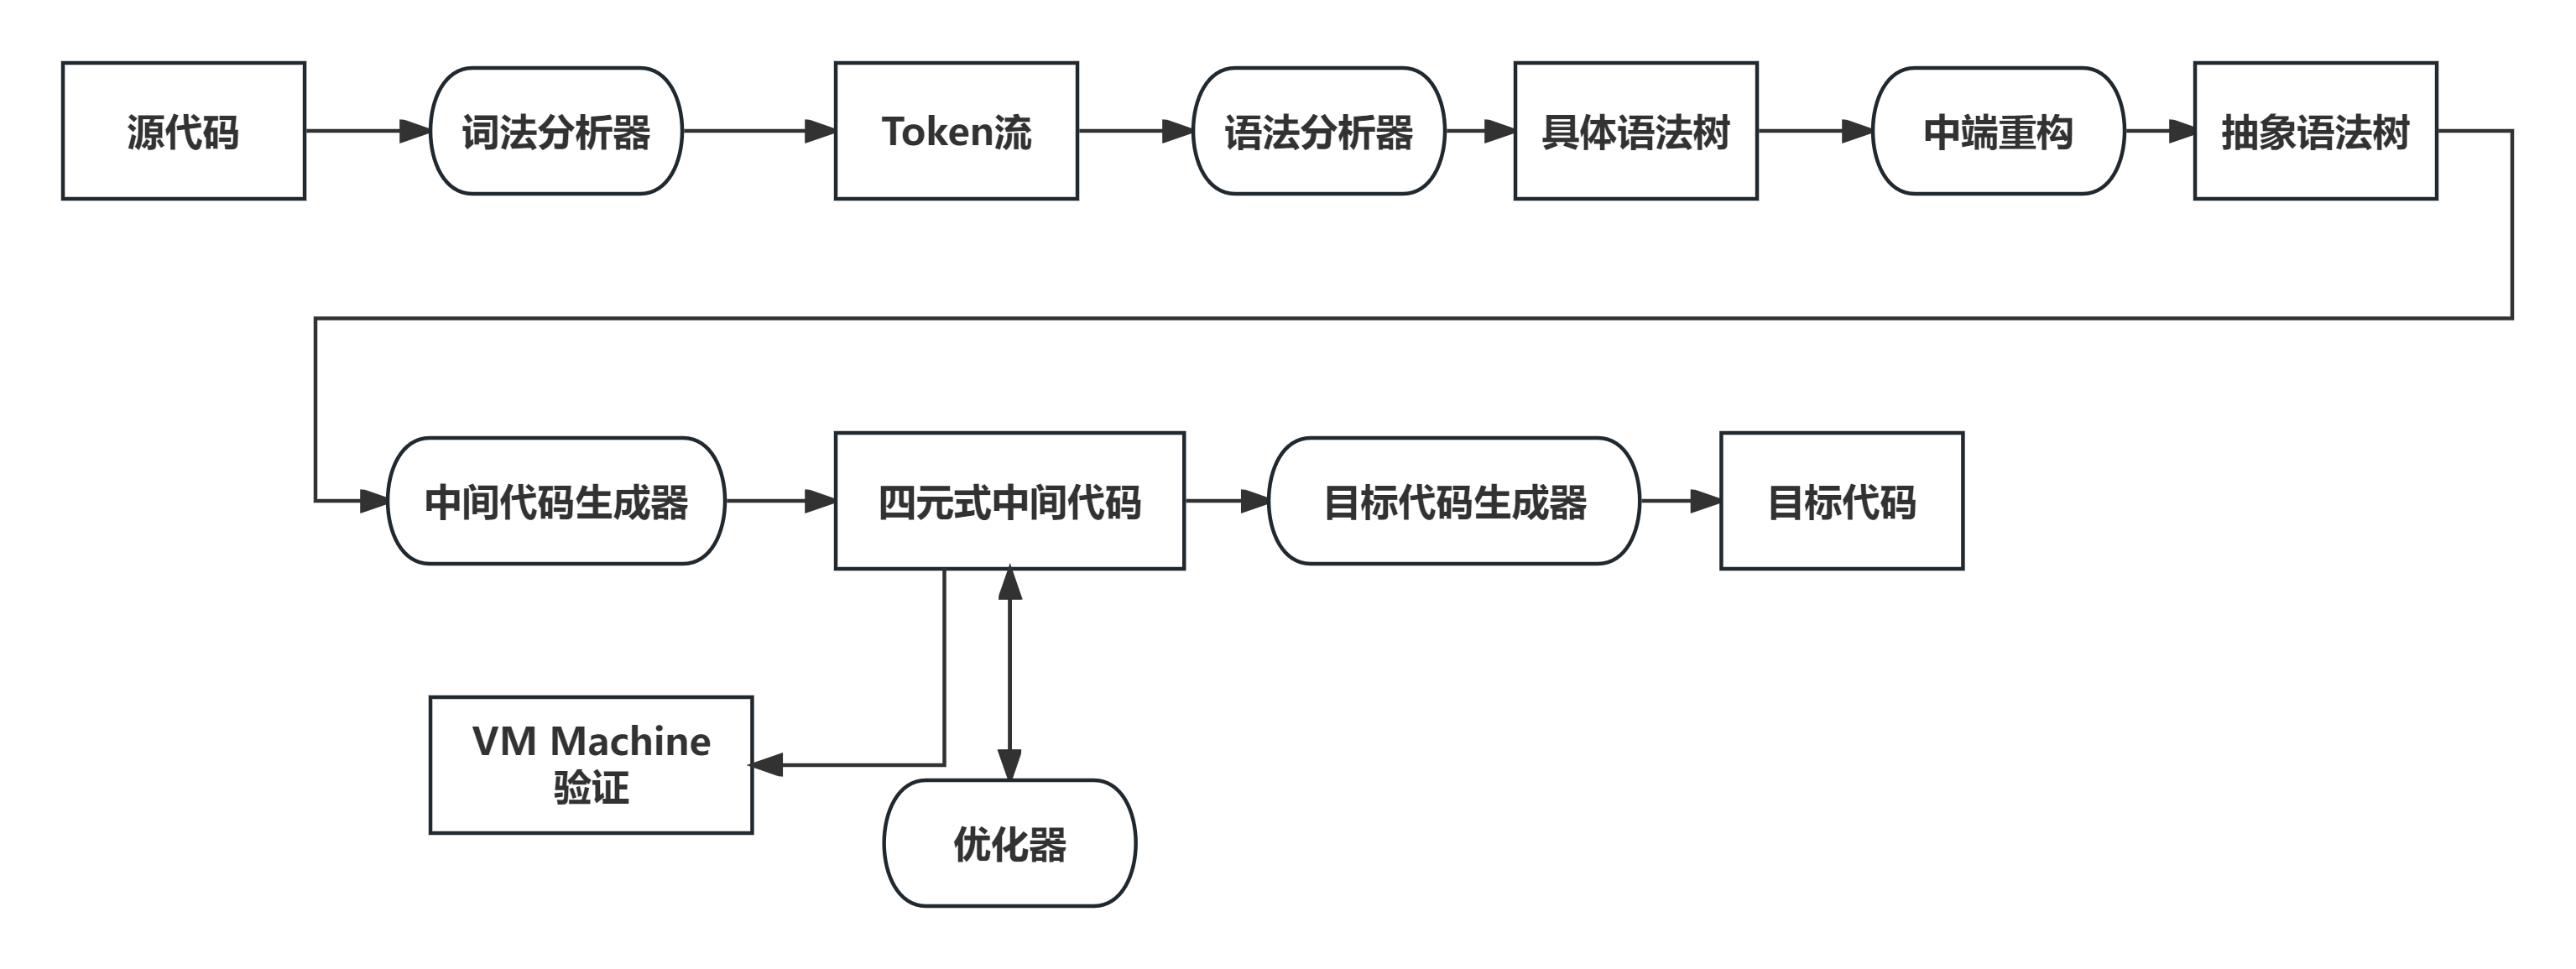 源代码
词法分析器
Token流
语法分析器
具体语法树
中端重构
抽象语法树
中间代码生成器
四元式中间代码
目标代码生成器
目标代码
VM Machine
验证
优化器